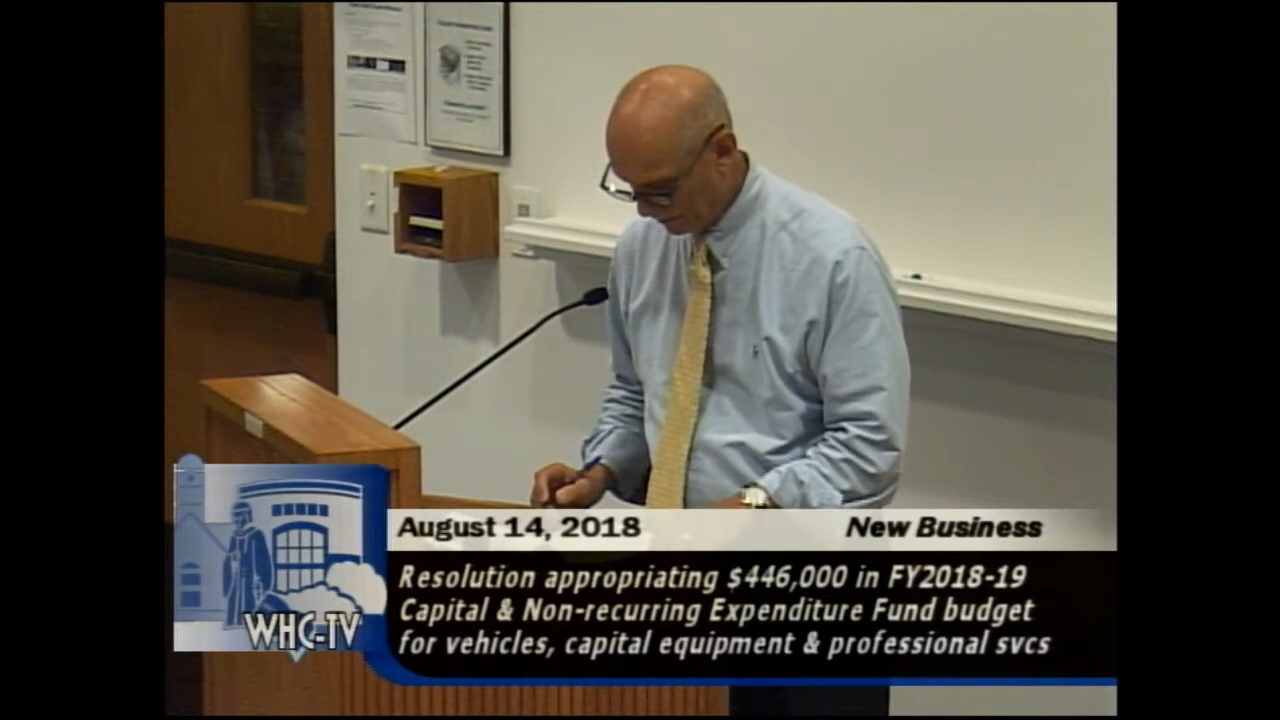 August 14, 2018
New Business
Resolution appropriating $446,000 in FY2018-19
Capital & Non-recurring Expenditure Fund budget
for vehicles, capital equipment & professional svcs
WHC-TV